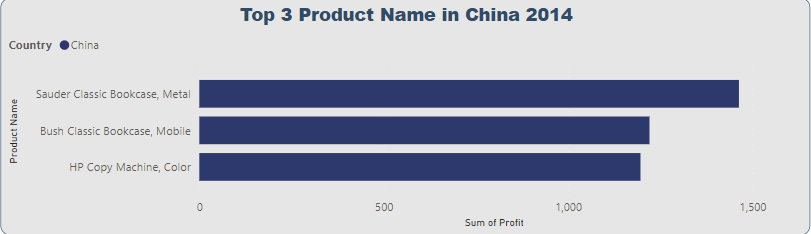 Top 3 Product Name in China 2014
Country China
Product Name
Sauder Classic Bookcase, Metal
Bush Classic Bookcase, Mobile
HP Copy Machine, Color
0 500 1,000 1,500
Sum of Profit